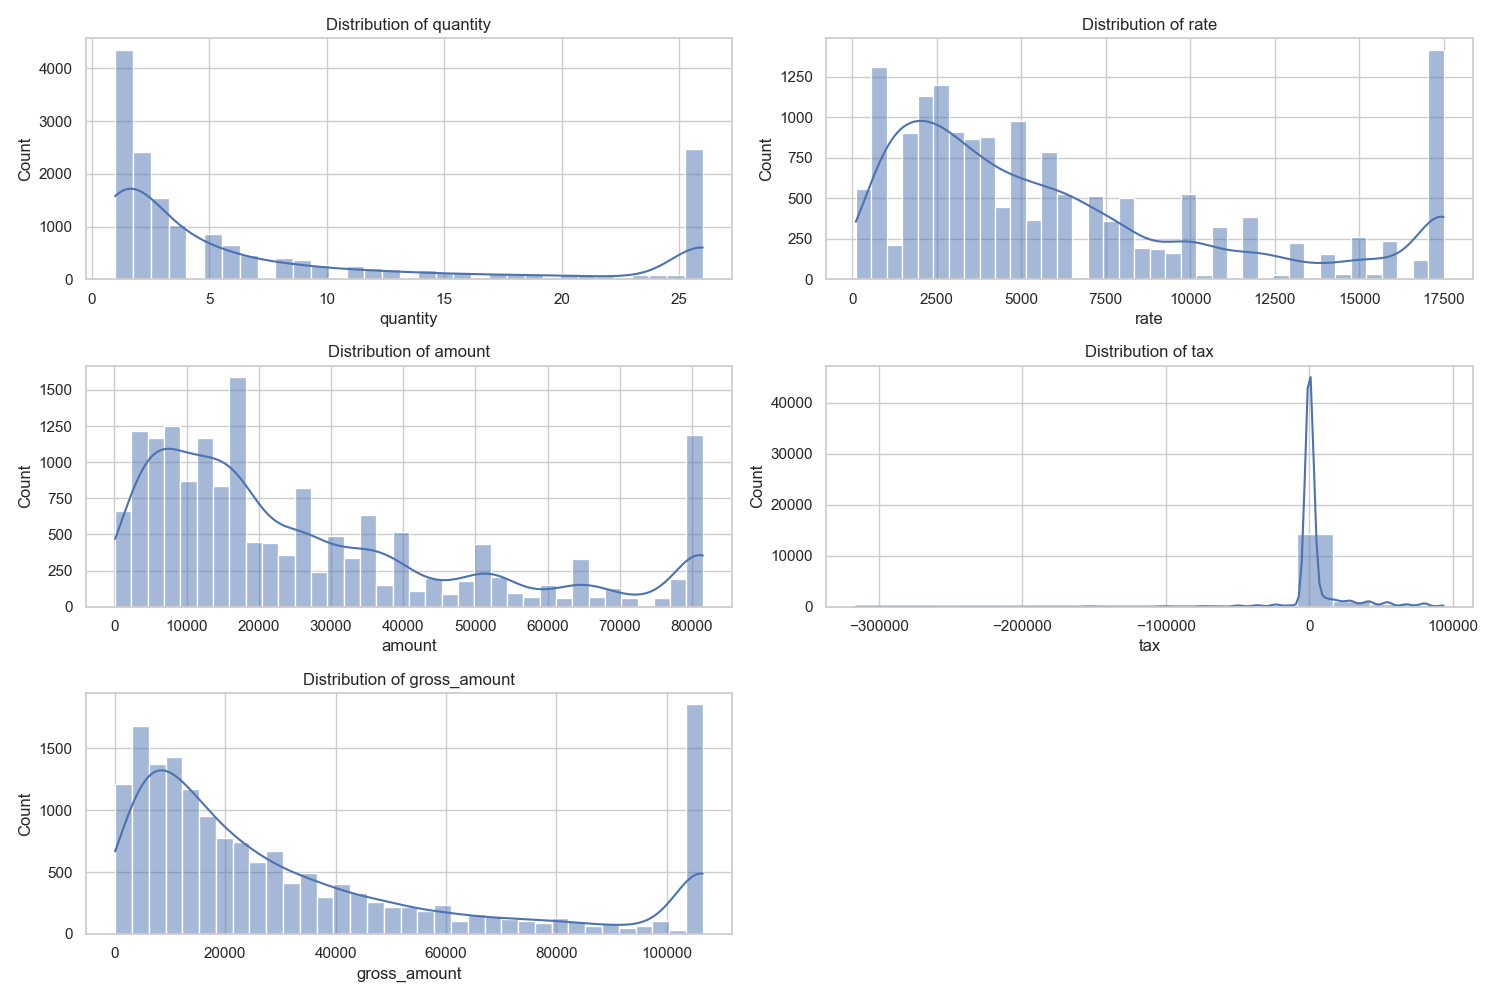 Distribution of quantity
Count
4000
3000
2000
1000
0
0 5 10 15 20 25
quantity
Distribution of rate
Count
1250
1000
750
500
250
0
0 2500 5000 7500 10000 12500 15000 17500
rate
Distribution of amount
Count
1500
1250
1000
750
500
250
0
0 10000 20000 30000 40000 50000 60000 70000 80000
amount
Distribution of tax
Count
40000
30000
20000
10000
0
−300000 −200000 −100000 0 100000
tax
Distribution of gross_amount
Count
1500
1000
500
0
0 20000 40000 60000 80000 100000
gross_amount